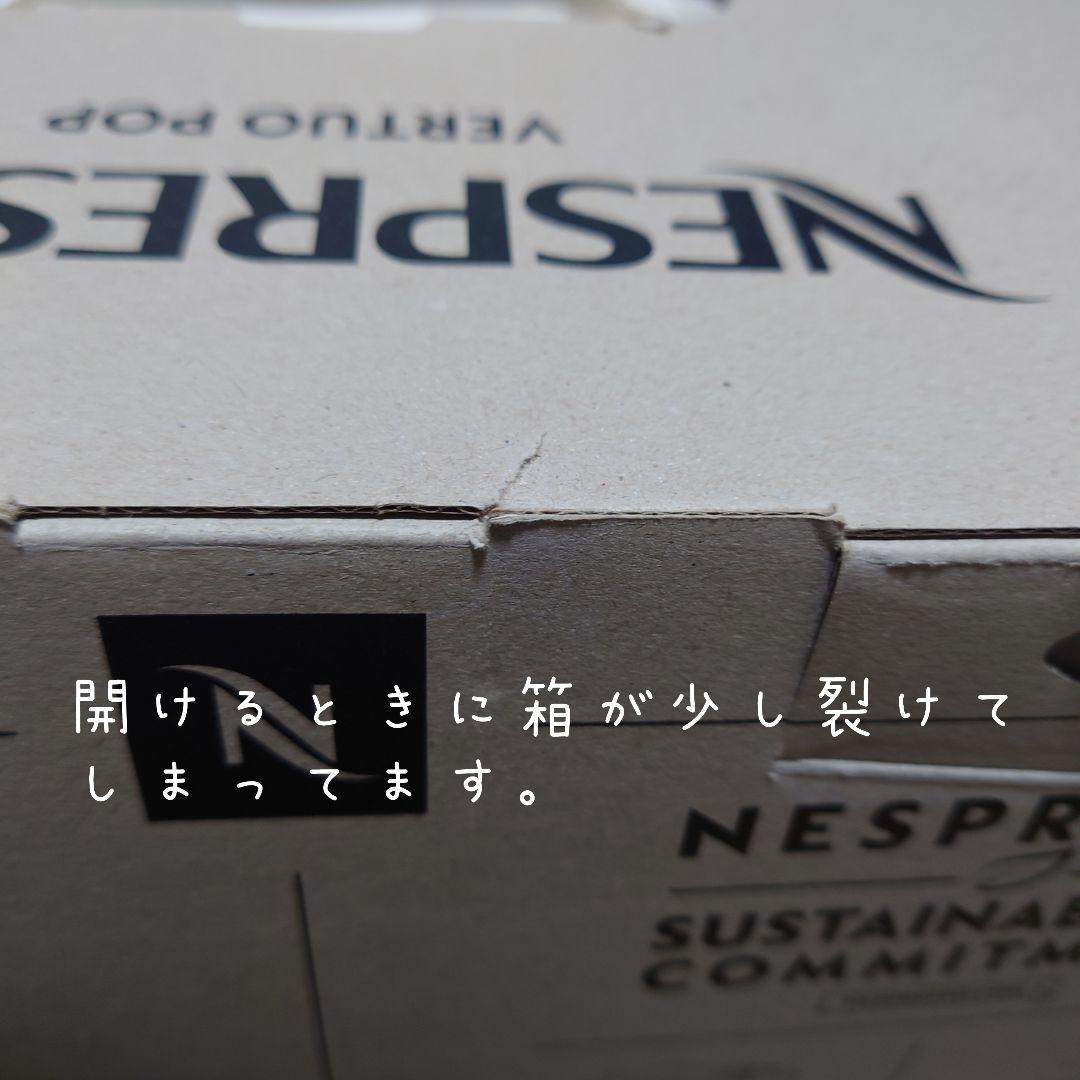 VERTUO POP
NESPRES
N
開けるときに箱が少し裂けて
しまってます。
NESPR
SUSTAINAB
COMMITM